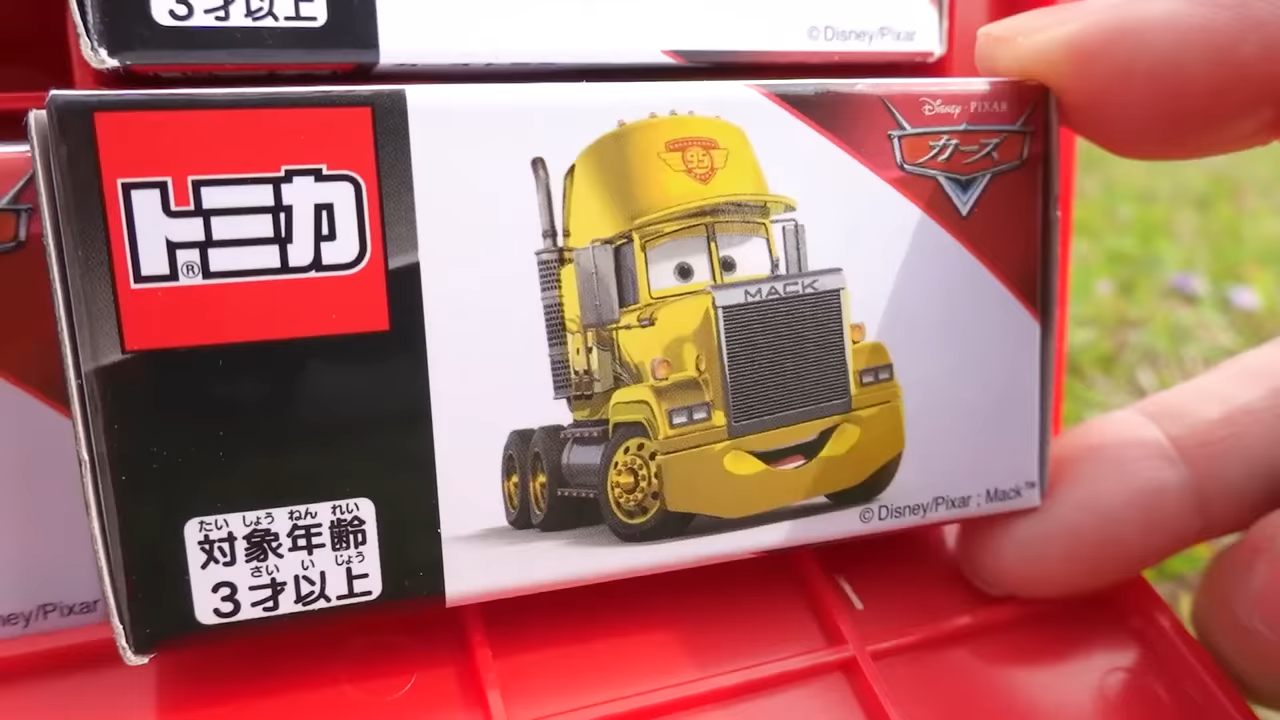 3才以上
© Disney/Pixar
トミカ
®
Disney · PIXAR
カーズ
95
MACK
たい しょう ねん れい
対象年齢
さい い じょう
3才以上
© Disney/Pixar ; Mack™
ney/Pixar